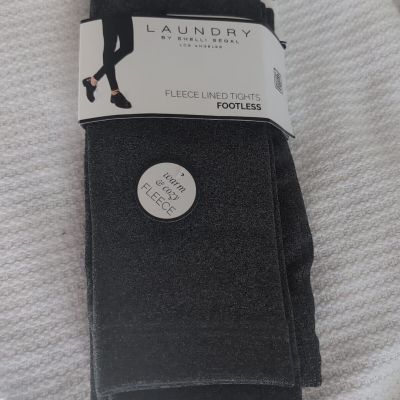 LAUNDRY
BY SHELLI SEGAL
LOS ANGELES
FLEECE LINED TIGHTS
FOOTLESS
warm
& cozy
FLEECE